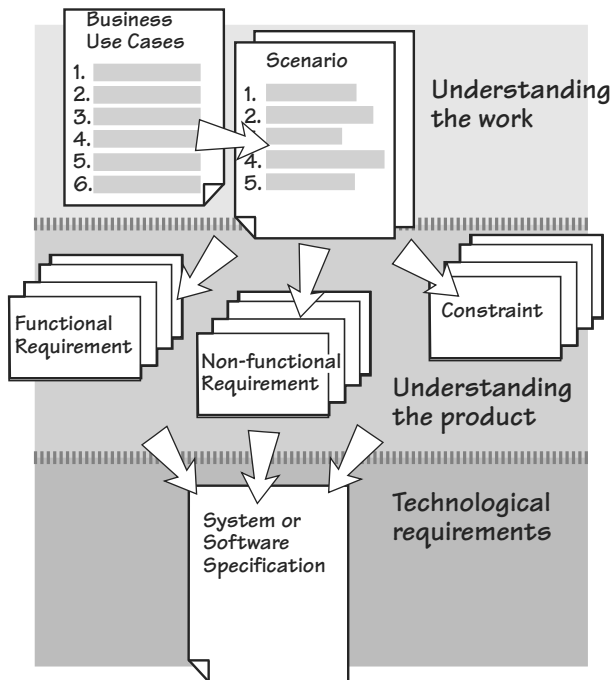 Business
Use Cases
1.
2.
3.
4.
5.
6.
Scenario
1.
2.
4.
5.
Understanding
the work
Functional
Requirement
Non-functional
Requirement
Constraint
Understanding
the product
System or
Software
Specification
Technological
requirements